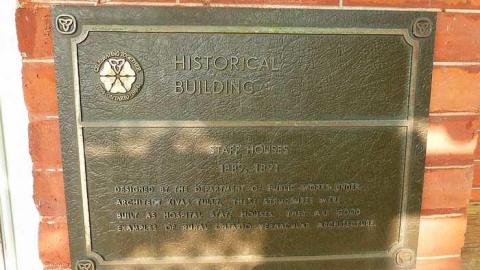 HISTORICAL
BUILDING
STAFF HOUSES
1889, 1891
DESIGNED BY THE DEPARTMENT OF PUBLIC WORKS UNDER
ARCHITECT KIVAS TULLY, THESE STRUCTURES WERE
BUILT AS HOSPITAL STAFF HOUSES. THEY ARE GOOD
EXAMPLES OF RURAL ONTARIO VERNACULAR ARCHITECTURE.